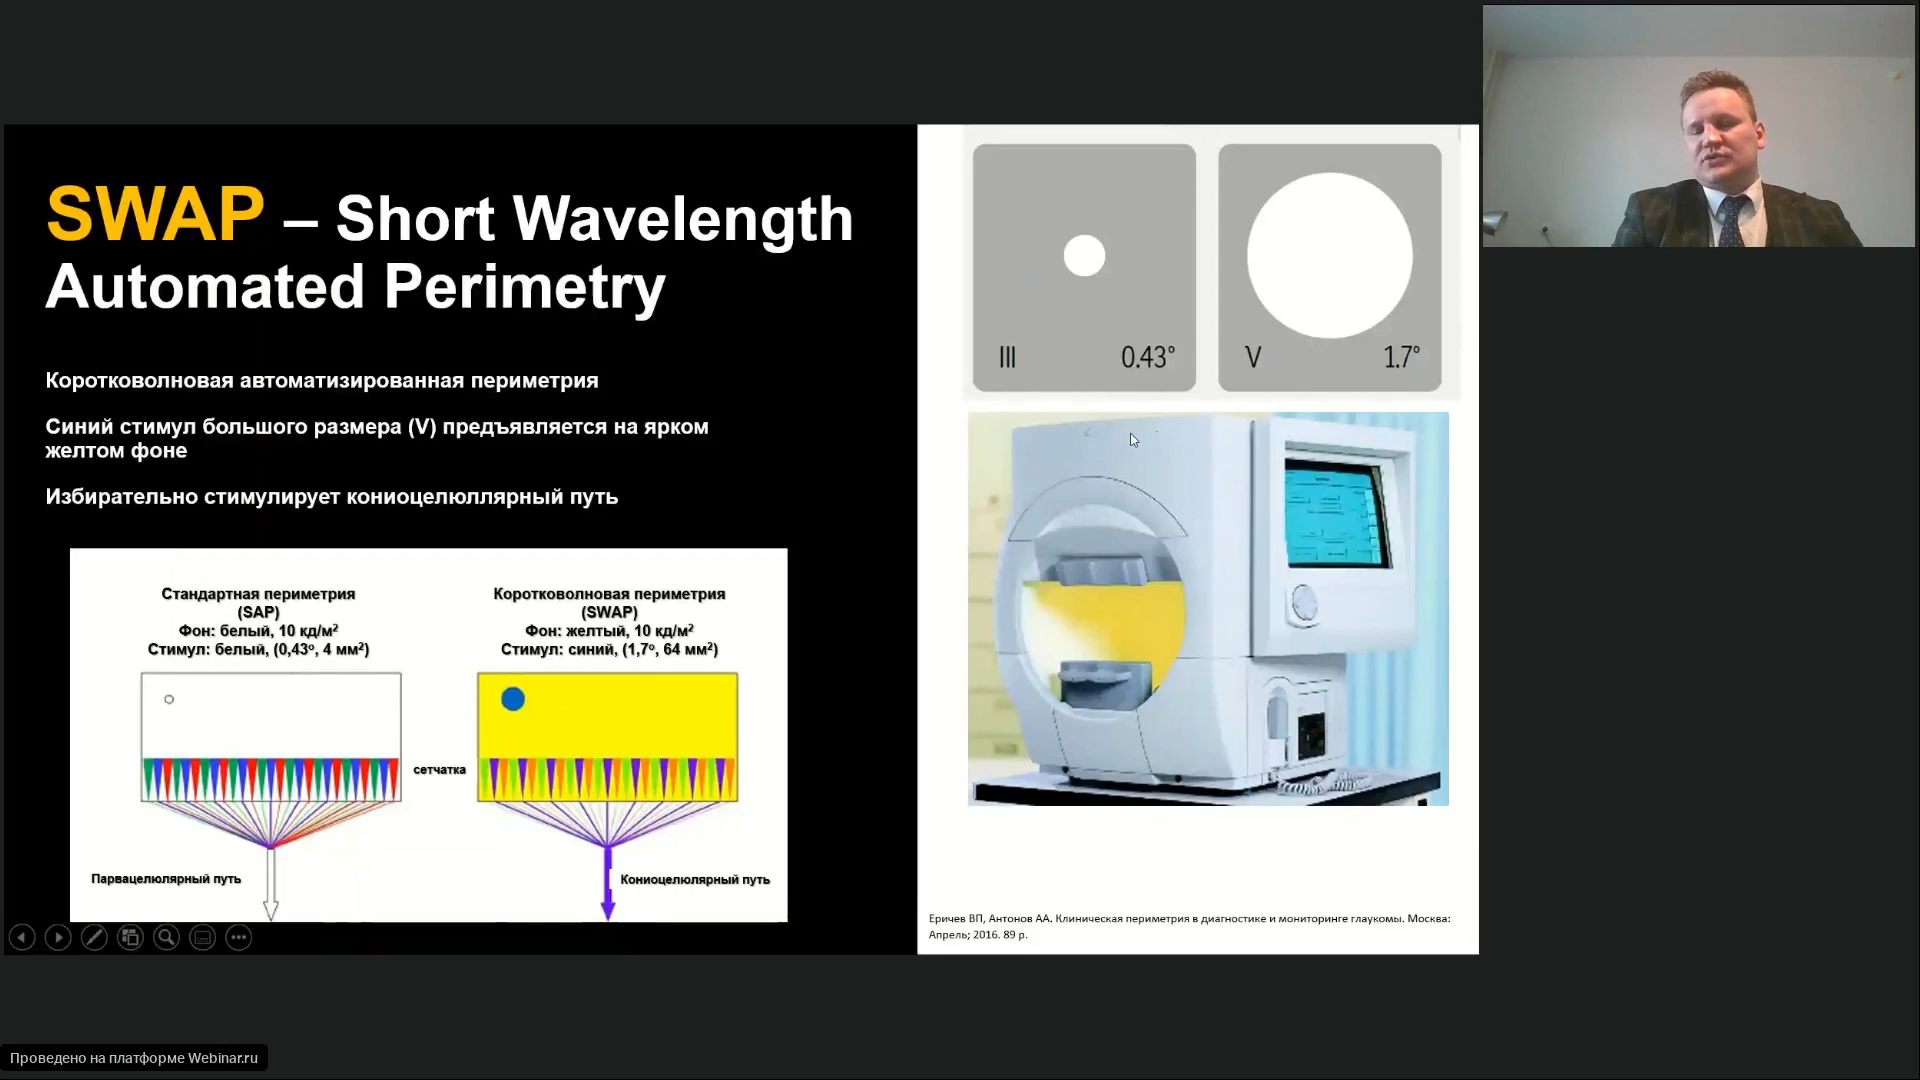 SWAP – Short Wavelength
Automated Perimetry
Коротковолновая автоматизированная периметрия
Синий стимул большого размера (V) предъявляется на ярком
желтом фоне
Избирательно стимулирует кониоцелюллярный путь
Стандартная периметрия
(SAP)
Фон: белый, 10 кд/м²
Стимул: белый, (0,43º, 4 мм²)
Коротковолновая периметрия
(SWAP)
Фон: желтый, 10 кд/м²
Стимул: синий, (1,7º, 64 мм²)
сетчатка
Парвацелюлярный путь
Кониоцелюлярный путь
III 0.43°
V 1.7°
Еричев ВП, Антонов АА. Клиническая периметрия в диагностике и мониторинге глаукомы. Москва:
Апрель; 2016. 89 р.
Проведено на платформе Webinar.ru